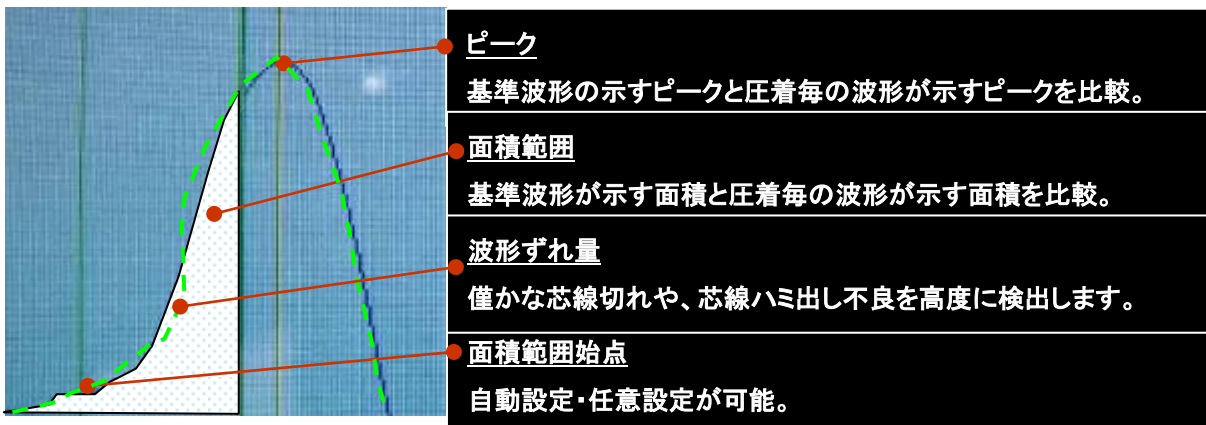 ピーク
基準波形の示すピークと圧着毎の波形が示すピークを比較。
面積範囲
基準波形が示す面積と圧着毎の波形が示す面積を比較。
波形ずれ量
僅かな芯線切れや、芯線ハミ出し不良を高度に検出します。
面積範囲始点
自動設定・任意設定が可能。